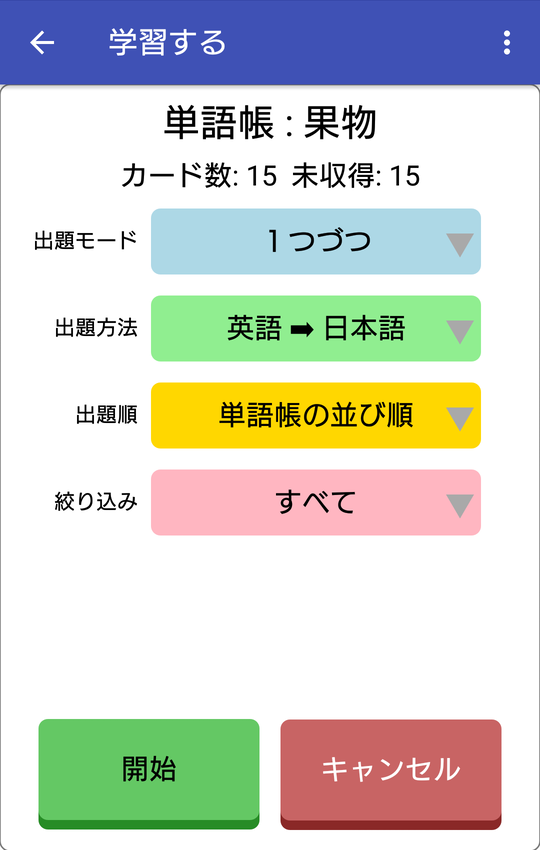 学習する
単語帳 : 果物
カード数: 15 未収得: 15
出題モード 1 つづつ
出題方法 英語 ➡ 日本語
出題順 単語帳の並び順
絞り込み すべて
開始 キャンセル